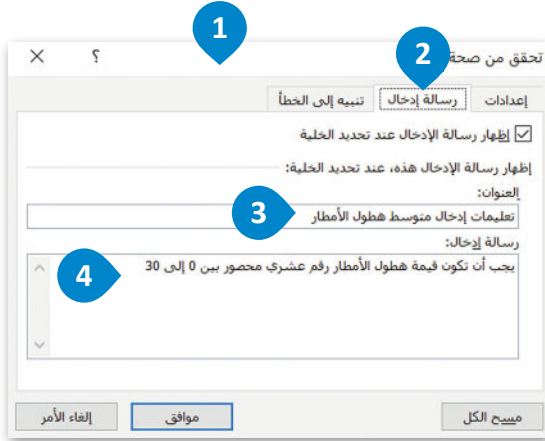 1
2
تحقق من صحة
؟ ×
إعدادات رسالة إدخال تنبيه إلى الخطأ
إظهار رسالة الإدخال عند تحديد الخلية
إظهار رسالة الإدخال هذه، عند تحديد الخلية:
العنوان:
تعليمات إدخال متوسط هطول الأمطار
3
رسالة إدخال:
يجب أن تكون قيمة هطول الأمطار رقم عشري محصور بين 0 إلى 30
4
مسح الكل موافق إلغاء الأمر